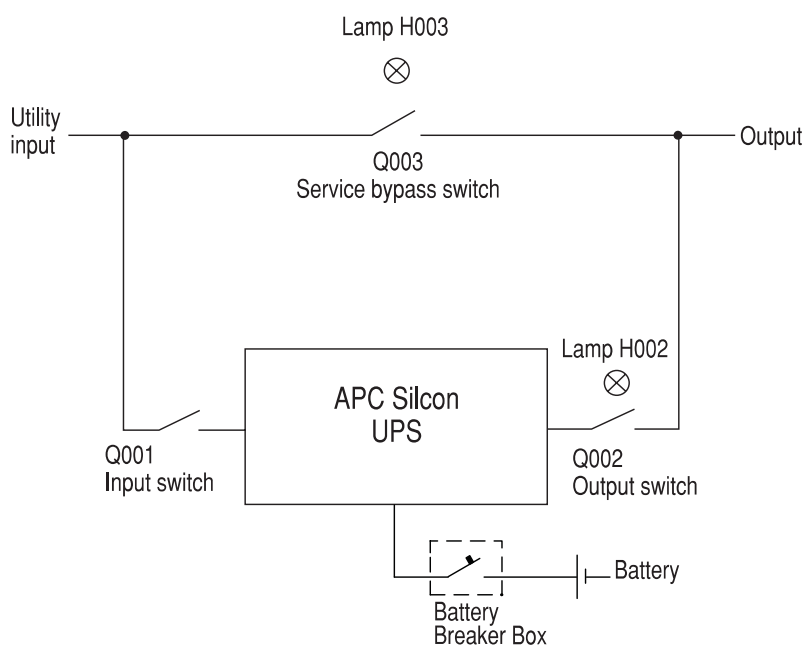 Lamp H003
Utility
input
Output
Q003
Service bypass switch
Lamp H002
APC Silcon
UPS
Q001
Input switch
Q002
Output switch
Battery
Battery
Breaker Box